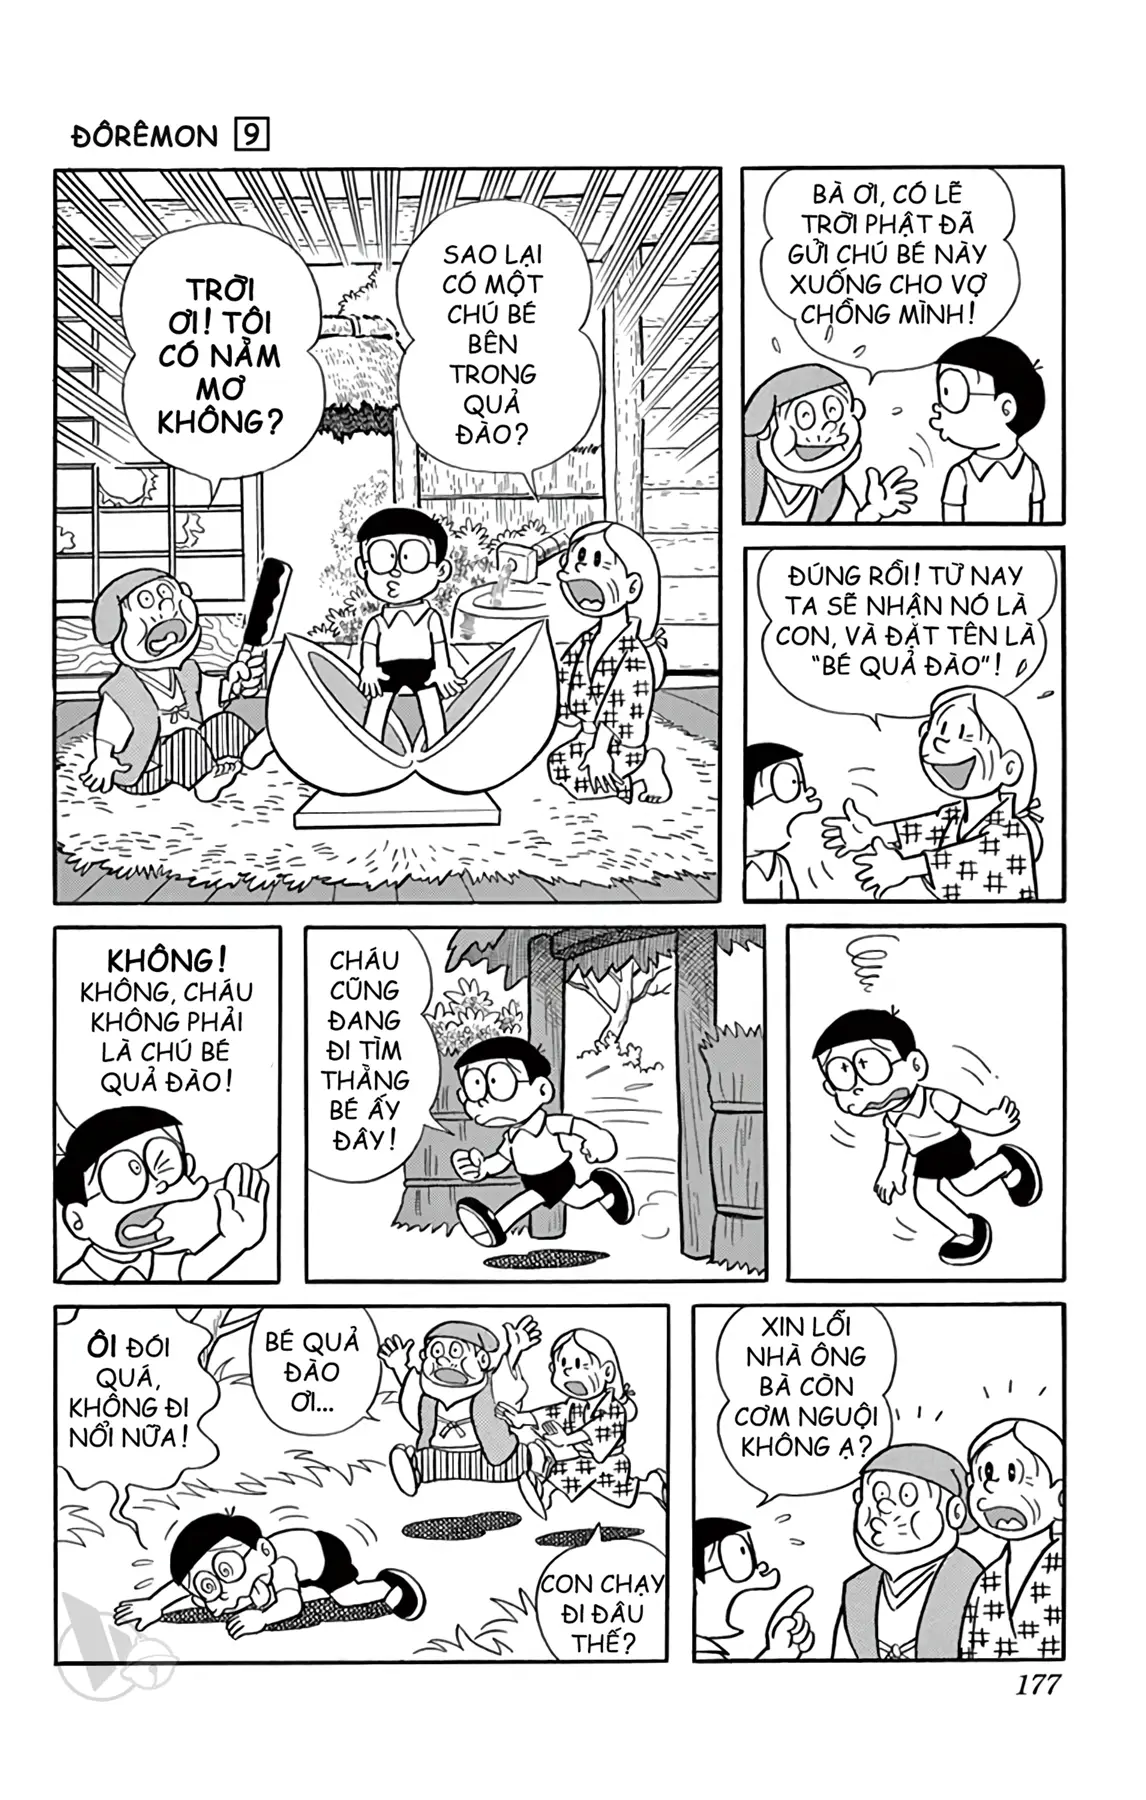 ĐÔRÊMON 9
TRỜI
ƠI! TÔI
CÓ NẰM
MƠ
KHÔNG?
SAO LẠI
CÓ MỘT
CHÚ BÉ
BÊN
TRONG
QUẢ
ĐÀO?
BÀ ƠI, CÓ LẼ
TRỜI PHẬT ĐÃ
GỬI CHÚ BÉ NÀY
XUỐNG CHO VỢ
CHỒNG MÌNH!
ĐÚNG RỒI! TỪ NAY
TA SẼ NHẬN NÓ LÀ
CON, VÀ ĐẶT TÊN LÀ
“BÉ QUẢ ĐÀO”!
KHÔNG!
KHÔNG, CHÁU
KHÔNG PHẢI
LÀ CHÚ BÉ
QUẢ ĐÀO!
CHÁU
CŨNG
ĐANG
ĐI TÌM
THẰNG
BÉ ẤY
ĐÂY!
ÔI ĐÓI
QUÁ,
KHÔNG ĐI
NỔI NỮA!
BÉ QUẢ
ĐÀO
ƠI...
CON CHẠY
ĐI ĐÂU
THẾ?
XIN LỖI
NHÀ ÔNG
BÀ CÒN
CƠM NGUỘI
KHÔNG Ạ?
177